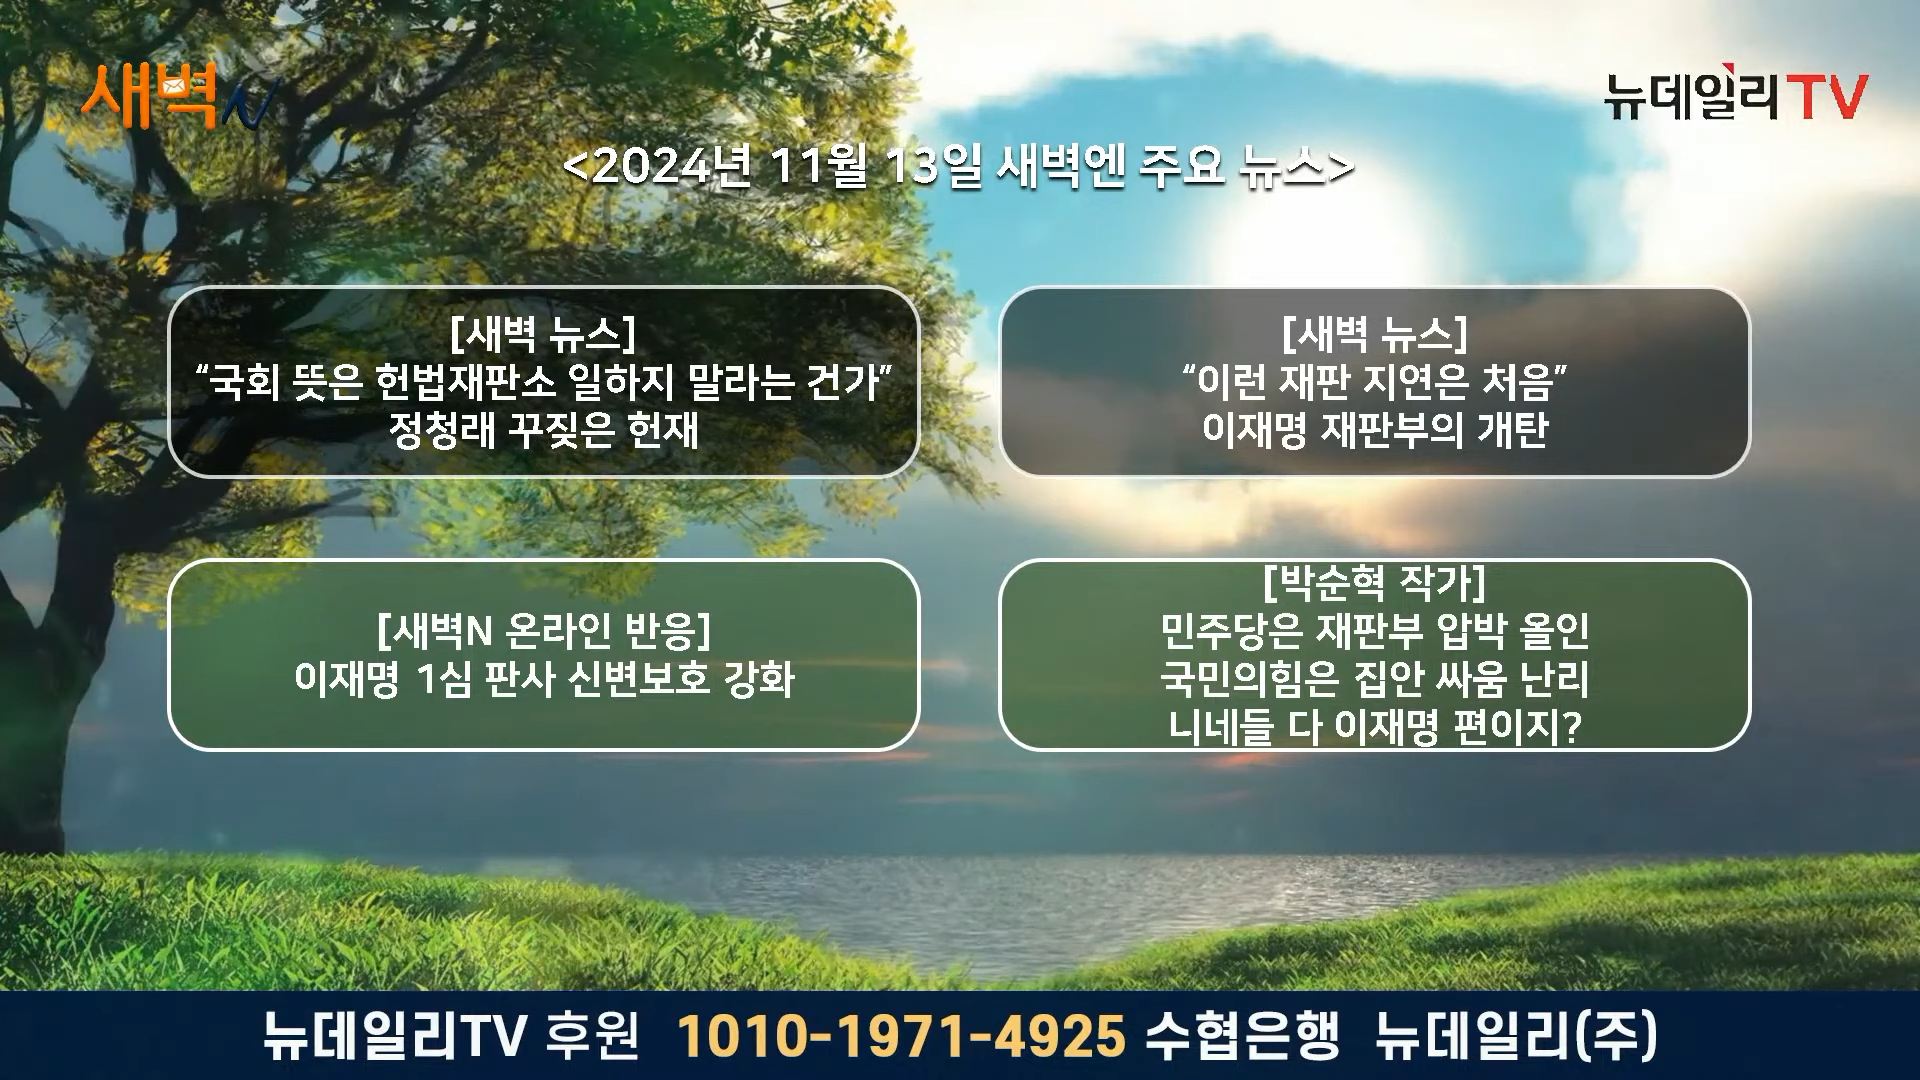 새벽N
뉴데일리TV
<2024년 11월 13일 새벽엔 주요 뉴스>
[새벽 뉴스]
“국회 뜻은 헌법재판소 일하지 말라는 건가”
정청래 꾸짖은 헌재
[새벽 뉴스]
“이런 재판 지연은 처음”
이재명 재판부의 개탄
[새벽N 온라인 반응]
이재명 1심 판사 신변보호 강화
[박순혁 작가]
민주당은 재판부 압박 올인
국민의힘은 집안 싸움 난리
니네들 다 이재명 편이지?
뉴데일리TV 후원 1010-1971-4925 수협은행 뉴데일리(주)